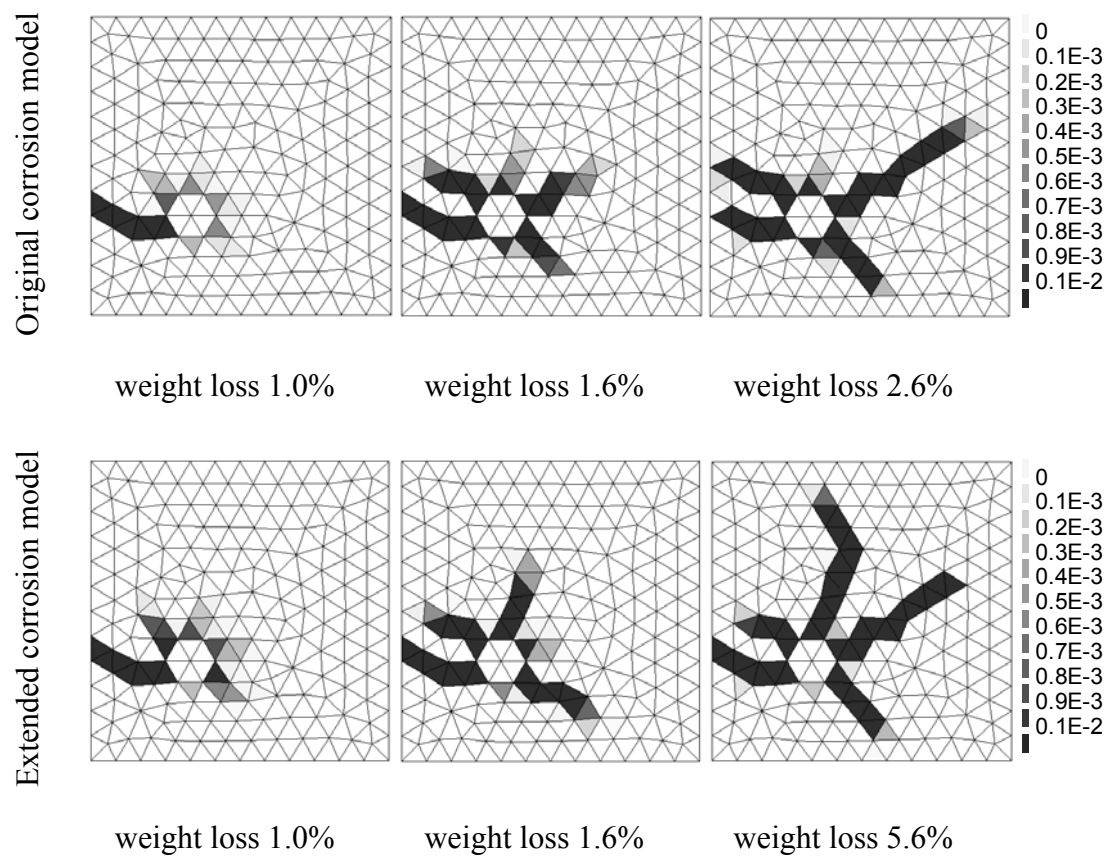 Original corrosion model
0
0.1E-3
0.2E-3
0.3E-3
0.4E-3
0.5E-3
0.6E-3
0.7E-3
0.8E-3
0.9E-3
0.1E-2
weight loss 1.0%
weight loss 1.6%
weight loss 2.6%
Extended corrosion model
0
0.1E-3
0.2E-3
0.3E-3
0.4E-3
0.5E-3
0.6E-3
0.7E-3
0.8E-3
0.9E-3
0.1E-2
weight loss 1.0%
weight loss 1.6%
weight loss 5.6%